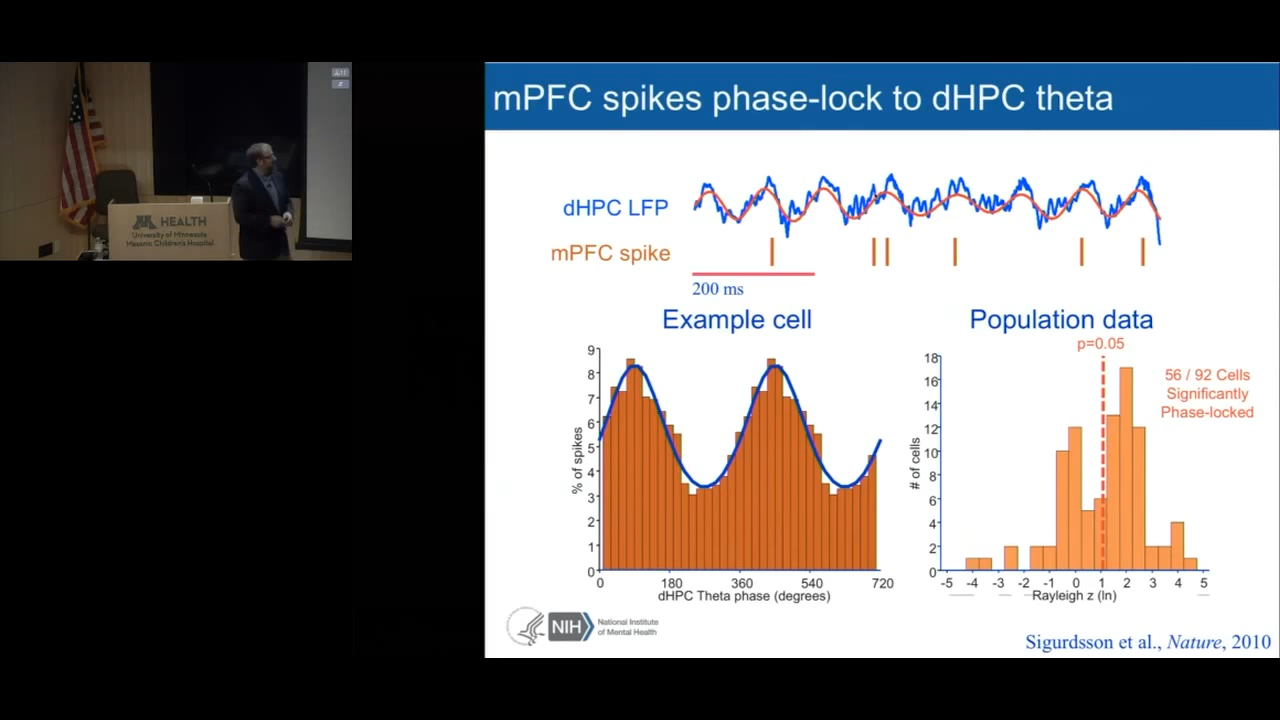 HEALTH
University of Minnesota
Masonic Children's Hospital
mPFC spikes phase-lock to dHPC theta
dHPC LFP
mPFC spike
200 ms
Example cell
9
8
7
6
5
4
3
2
1
0
% of spikes
0 180 360 540 720
dHPC Theta phase (degrees)
Population data
p=0.05
56 / 92 Cells
Significantly
Phase-locked
18
16
14
12
10
8
6
4
2
0
# of cells
-5 -4 -3 -2 -1 0 1 2 3 4 5
Rayleigh z (ln)
NIH
National Institute
of Mental Health
Sigurdsson et al., Nature, 2010